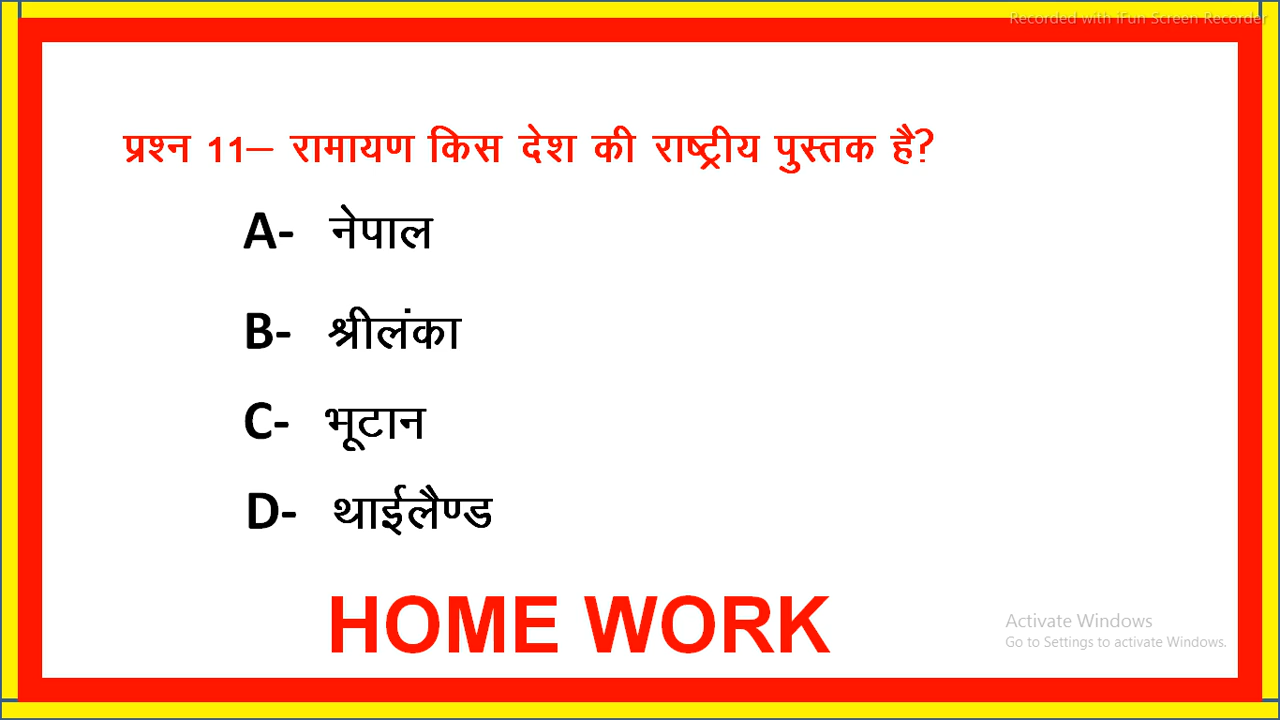 Recorded with iFun Screen Recorder
प्रश्न 11– रामायण किस देश की राष्ट्रीय पुस्तक है?
A- नेपाल
B- श्रीलंका
C- भूटान
D- थाईलैण्ड
HOME WORK
Activate Windows
Go to Settings to activate Windows.